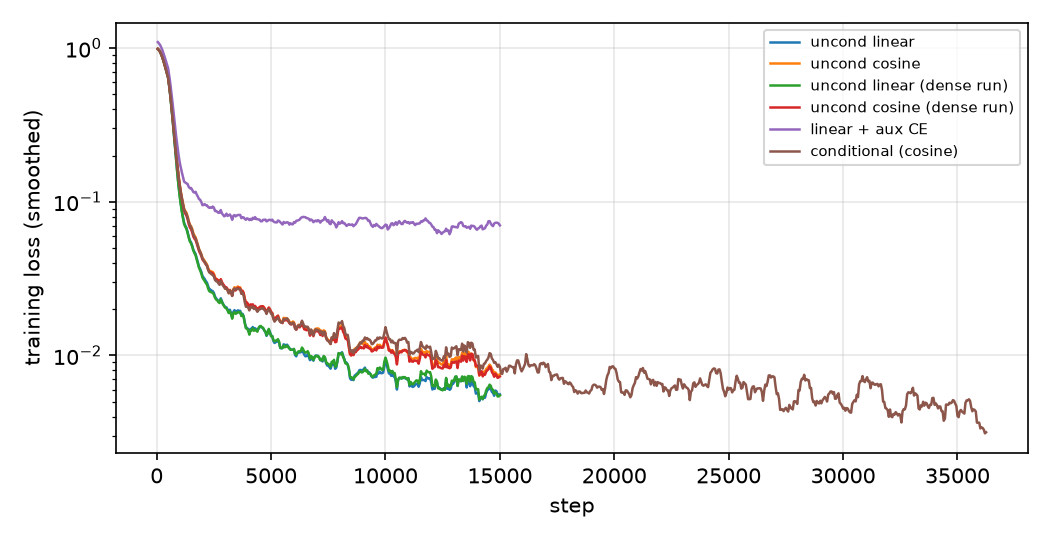 10⁰
10⁻¹
10⁻²
training loss (smoothed)
uncond linear
uncond cosine
uncond linear (dense run)
uncond cosine (dense run)
linear + aux CE
conditional (cosine)
0 5000 10000 15000 20000 25000 30000 35000
step